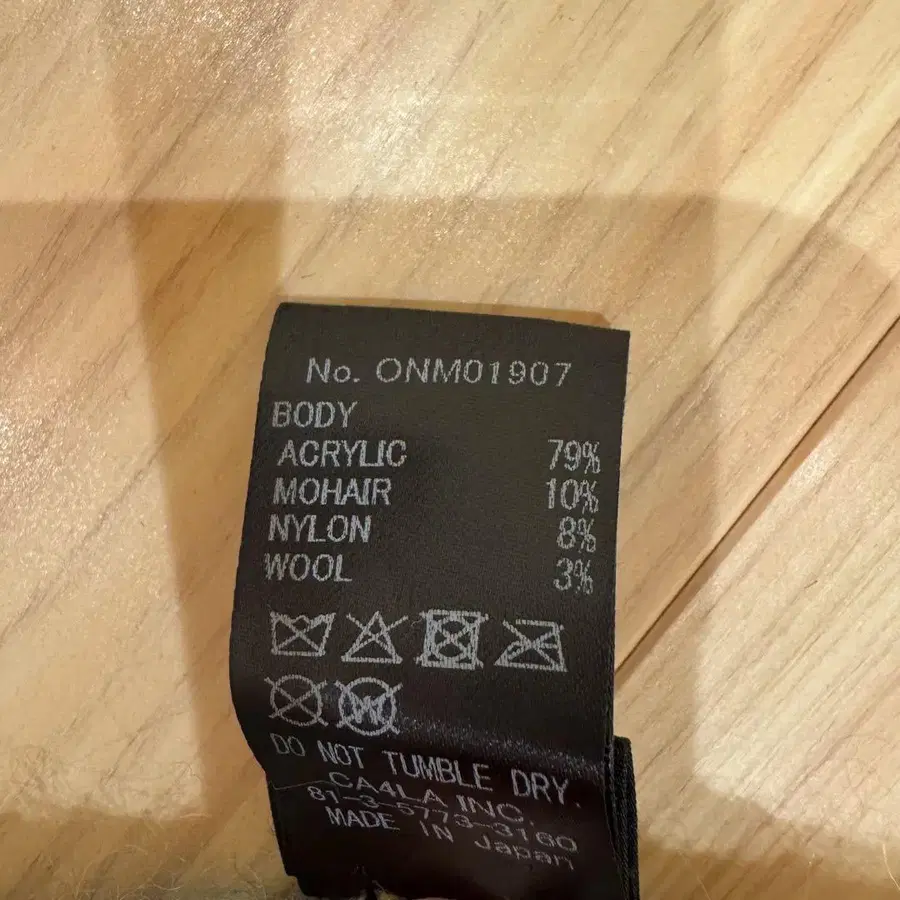 No. ONM01907
BODY
ACRYLIC 79%
MOHAIR 10%
NYLON 8%
WOOL 3%
W
DO NOT TUMBLE DRY.
CA4LA INC.
81-3-5773-3160
MADE IN Japan